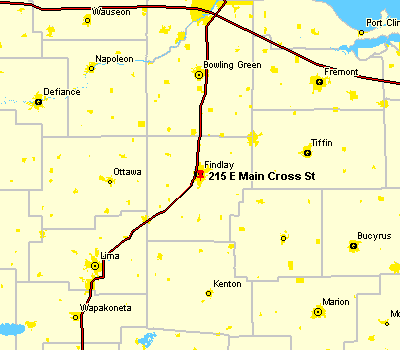 Wauseon
Port Clin
Napoleon
Bowling Green
Fremont
Defiance
Tiffin
Findlay
215 E Main Cross St
Ottawa
Bucyrus
Lima
Kenton
Wapakoneta
Marion
Mo